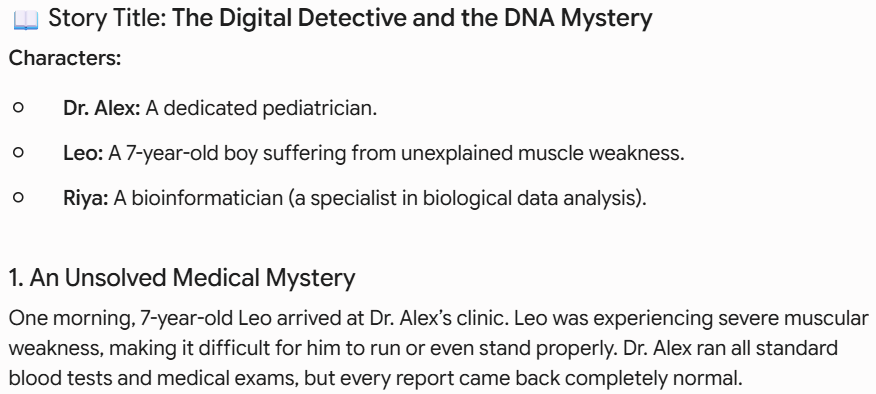 📖 Story Title: The Digital Detective and the DNA Mystery
Characters:
Dr. Alex: A dedicated pediatrician.
Leo: A 7-year-old boy suffering from unexplained muscle weakness.
Riya: A bioinformatician (a specialist in biological data analysis).
1. An Unsolved Medical Mystery
One morning, 7-year-old Leo arrived at Dr. Alex’s clinic. Leo was experiencing severe muscular
weakness, making it difficult for him to run or even stand properly. Dr. Alex ran all standard
blood tests and medical exams, but every report came back completely normal.